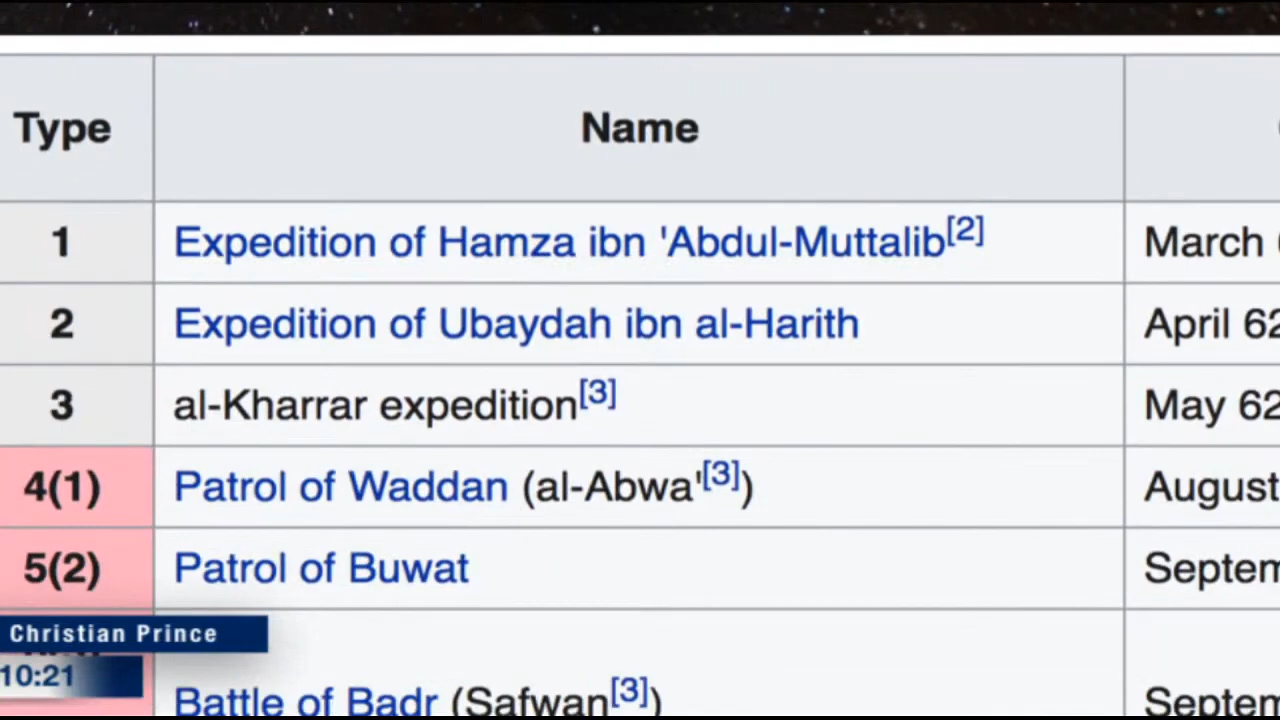 Type Name
1 Expedition of Hamza ibn 'Abdul-Muttalib[2] March
2 Expedition of Ubaydah ibn al-Harith April 62
3 al-Kharrar expedition[3] May 62
4(1) Patrol of Waddan (al-Abwa'[3]) August
5(2) Patrol of Buwat Septem
Christian Prince
10:21
Battle of Badr (Safwan[3]) Septem